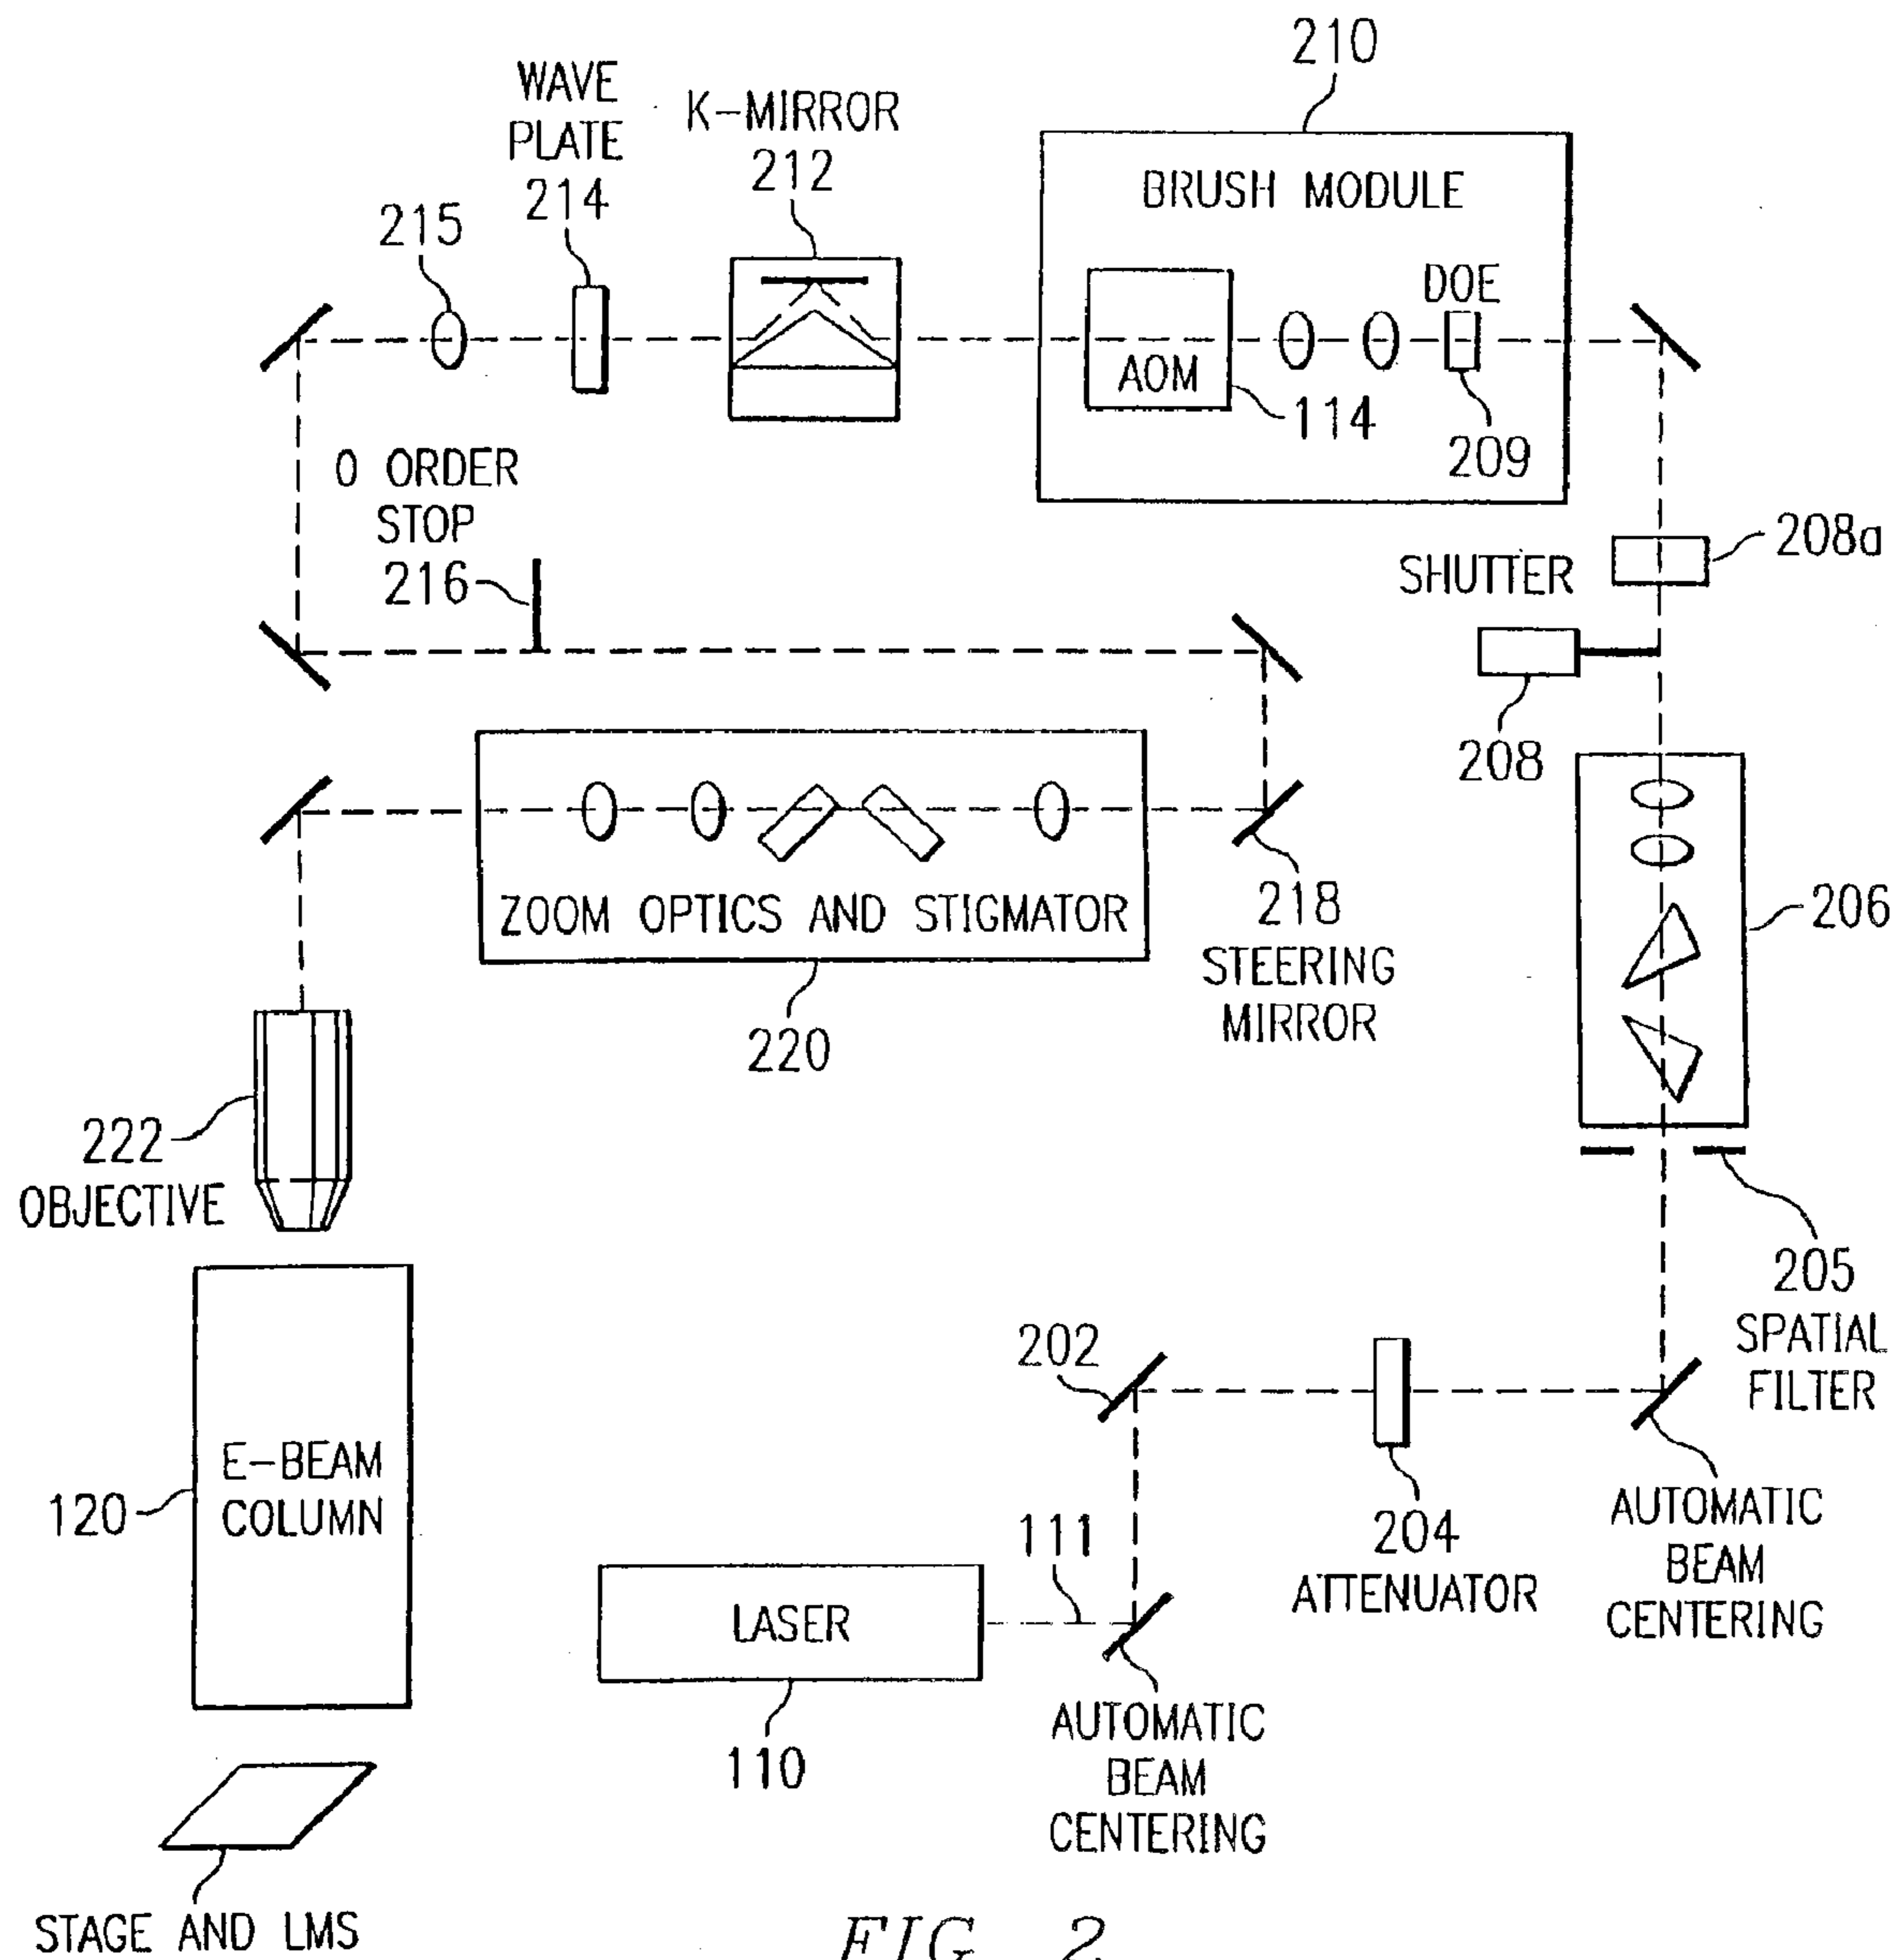 210
WAVE
PLATE
214
K-MIRROR
212
215
BRUSH MODULE
DOE
AOM
114
209
0 ORDER
STOP
216
208a
SHUTTER
208
ZOOM OPTICS AND STIGMATOR
220
218
STEERING
MIRROR
206
222
OBJECTIVE
205
SPATIAL
FILTER
202
E-BEAM
COLUMN
120
111
204
ATTENUATOR
AUTOMATIC
BEAM
CENTERING
LASER
110
AUTOMATIC
BEAM
CENTERING
STAGE AND LMS
FIG. 2